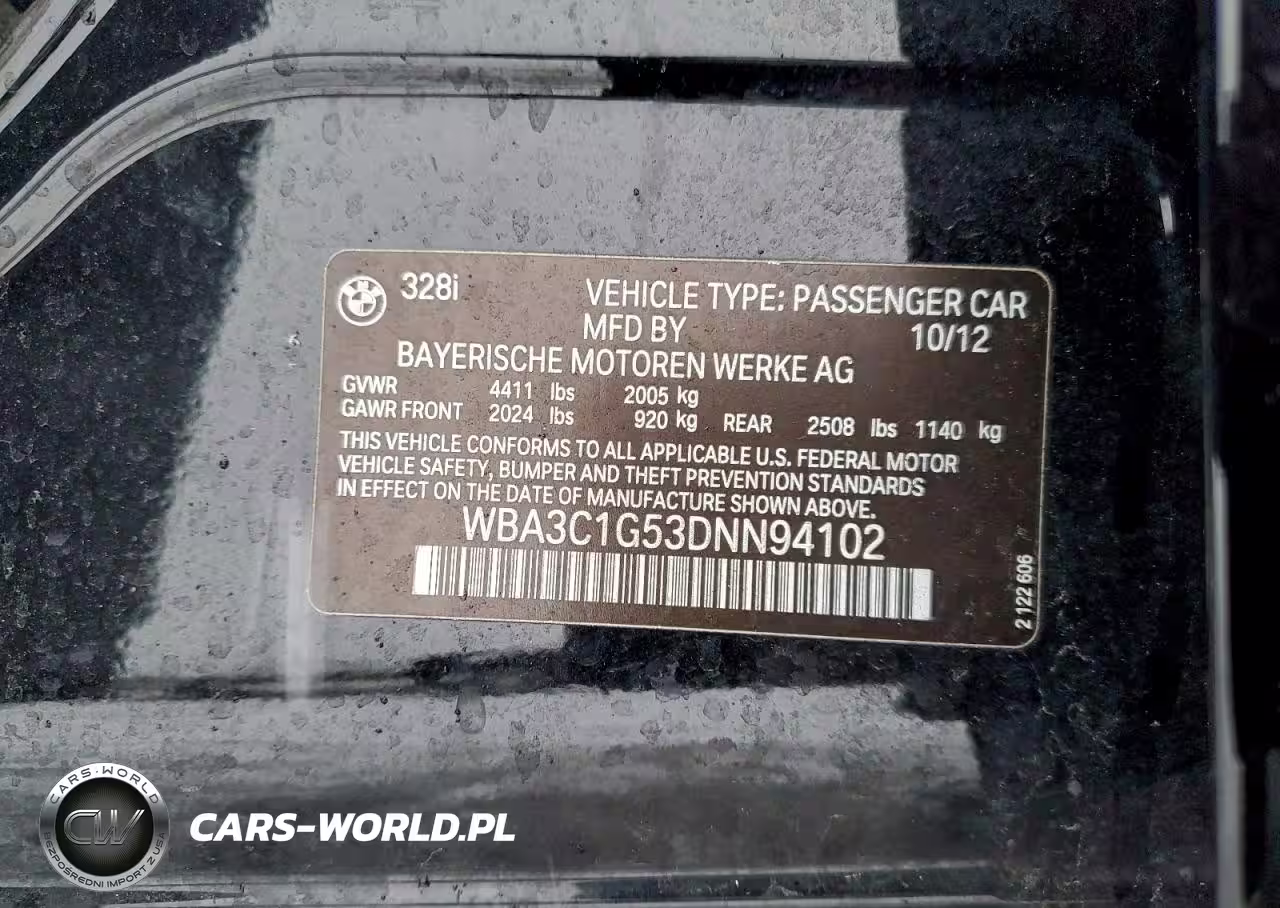 328i VEHICLE TYPE: PASSENGER CAR
MFD BY 10/12
BAYERISCHE MOTOREN WERKE AG
GVWR 4411 lbs 2005 kg
GAWR FRONT 2024 lbs 920 kg REAR 2508 lbs 1140 kg
THIS VEHICLE CONFORMS TO ALL APPLICABLE U.S. FEDERAL MOTOR
VEHICLE SAFETY, BUMPER AND THEFT PREVENTION STANDARDS
IN EFFECT ON THE DATE OF MANUFACTURE SHOWN ABOVE.
WBA3C1G53DNN94102
2 122 606
CARS-WORLD
CW
BEZPOŚREDNI IMPORT Z USA
CARS-WORLD.PL